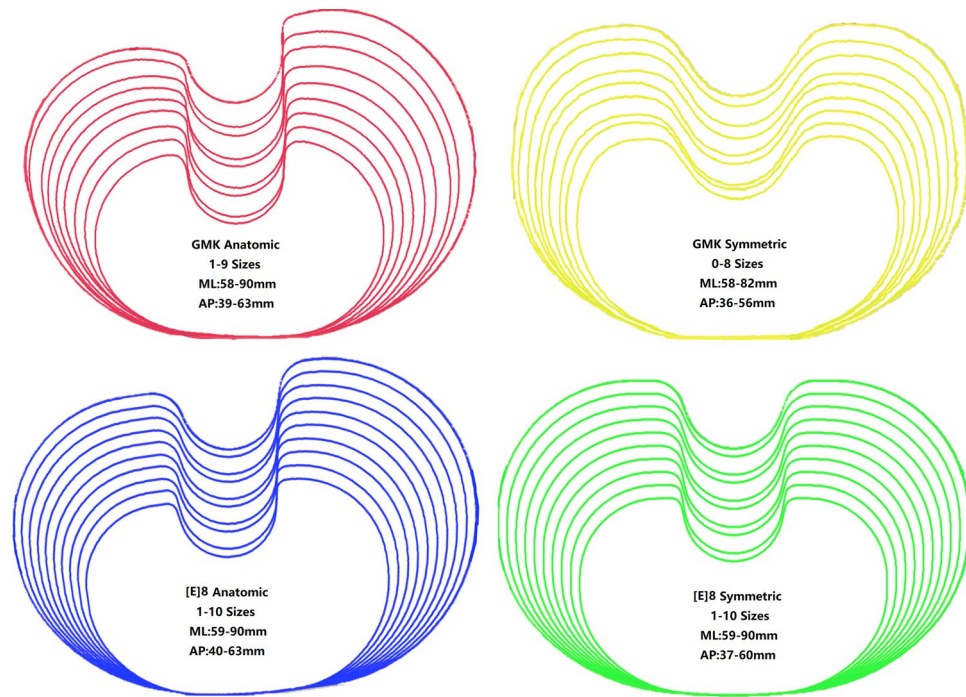 GMK Anatomic
1-9 Sizes
ML:58-90mm
AP:39-63mm
GMK Symmetric
0-8 Sizes
ML:58-82mm
AP:36-56mm
[E]8 Anatomic
1-10 Sizes
ML:59-90mm
AP:40-63mm
[E]8 Symmetric
1-10 Sizes
ML:59-90mm
AP:37-60mm